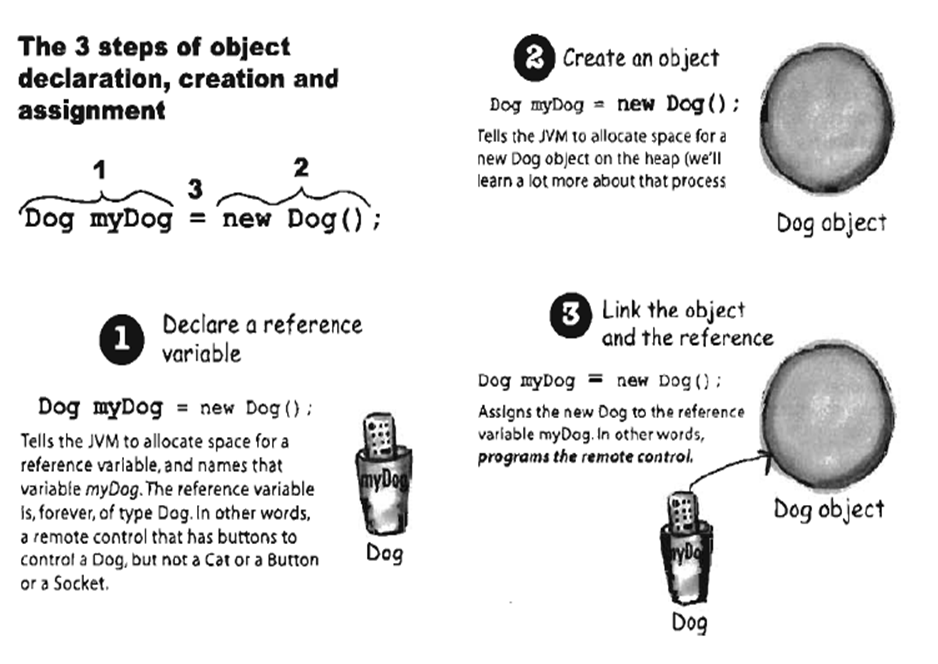 The 3 steps of object
declaration, creation and
assignment
1
3
2
Dog myDog = new Dog();
1 Declare a reference
variable
Dog myDog = new Dog();
Tells the JVM to allocate space for a
reference variable, and names that
variable myDog. The reference variable
is, forever, of type Dog. In other words,
a remote control that has buttons to
control a Dog, but not a Cat or a Button
or a Socket.
myDog
Dog
2 Create an object
Dog myDog = new Dog();
Tells the JVM to allocate space for a
new Dog object on the heap (we'll
learn a lot more about that process
Dog object
3 Link the object
and the reference
Dog myDog = new Dog();
Assigns the new Dog to the reference
variable myDog. In other words,
programs the remote control.
Dog object
myDog
Dog